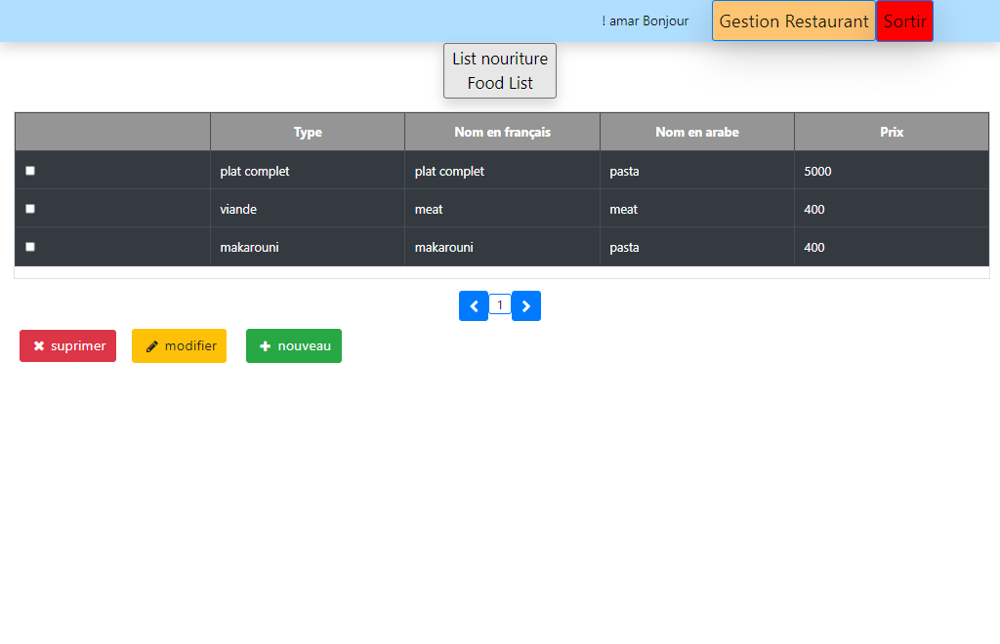 ! amar Bonjour
Gestion Restaurant
Sortir
List nouriture
Food List
Type Nom en français Nom en arabe Prix
plat complet plat complet pasta 5000
viande meat meat 400
makarouni makarouni pasta 400
1
suprimer modifier nouveau